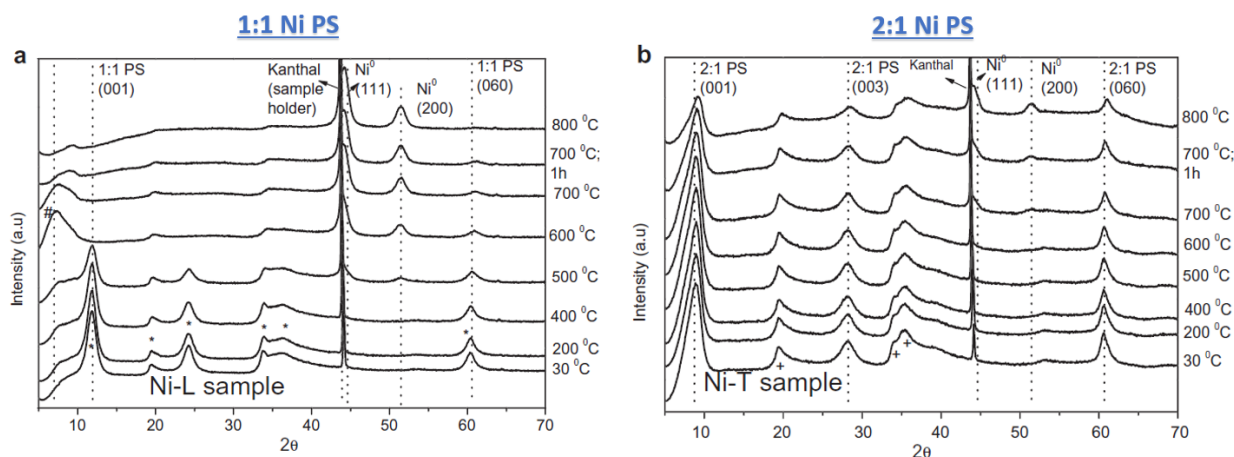 1:1 Ni PS
a
1:1 PS
(001)
Kanthal
(sample
holder)
Ni⁰
(111)
Ni⁰
(200)
1:1 PS
(060)
800 ⁰C
700 ⁰C;
1h
700 ⁰C
600 ⁰C
500 ⁰C
400 ⁰C
200 ⁰C
30 ⁰C
#
*
*
*
*
*
*
Ni-L sample
Intensity (a.u)
10 20 30 40 50 60 70
2θ
2:1 Ni PS
b
2:1 PS
(001)
2:1 PS
(003)
Kanthal
Ni⁰
(111)
Ni⁰
(200)
2:1 PS
(060)
800 ⁰C
700 ⁰C;
1h
700 ⁰C
600 ⁰C
500 ⁰C
400 ⁰C
200 ⁰C
30 ⁰C
+
+
+
Ni-T sample
Intensity (a.u)
10 20 30 40 50 60 70
2θ